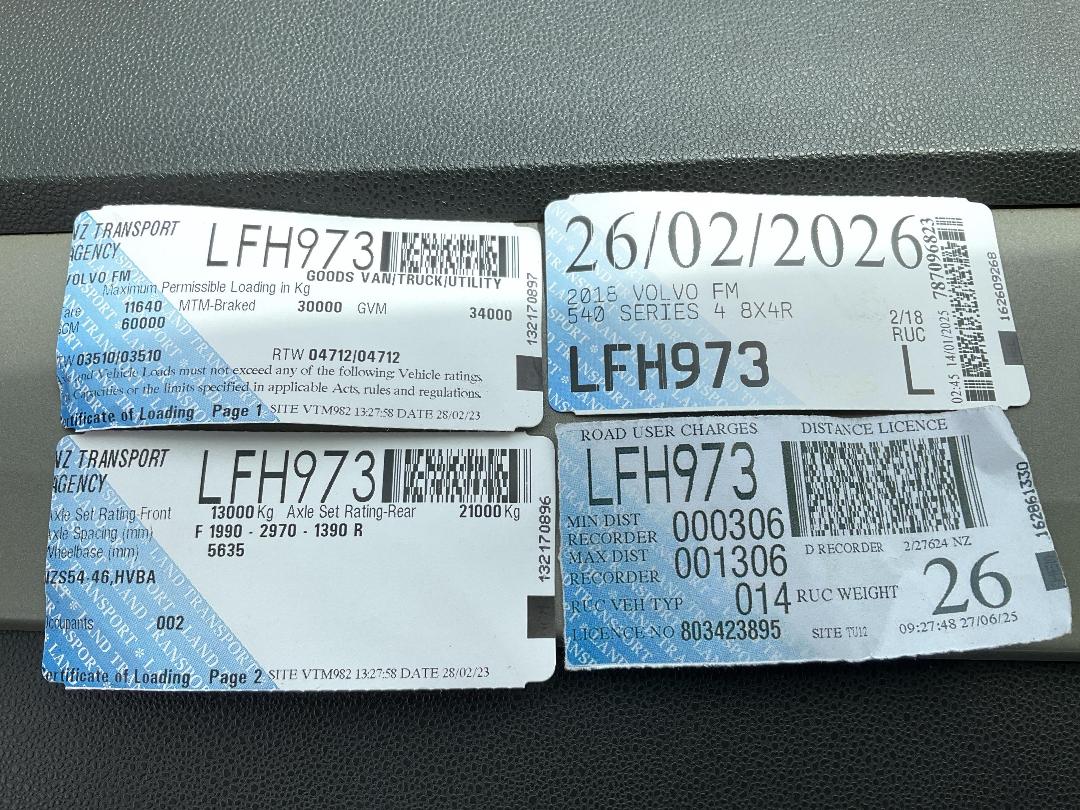 NZ TRANSPORT
AGENCY
LFH973
VOLVO FM
GOODS VAN/TRUCK/UTILITY
Maximum Permissible Loading in Kg
Tare 11640 MTM-Braked 30000 GVM 34000
GCM 60000
03510/03510 RTW 04712/04712
and Vehicle Loads must not exceed any of the following Vehicle ratings,
Capacities or the limits specified in applicable Acts, rules and regulations.
Certificate of Loading Page 1 SITE VTM982 13:27:58 DATE 28/02/23
132170897
26/02/2026
2018 VOLVO FM
540 SERIES 4 8X4R
2/18
RUC
LFH973
L
02:45 14/01/2025 787096823
162609268
NZ TRANSPORT
AGENCY
LFH973
Axle Set Rating-Front 13000Kg Axle Set Rating-Rear 21000Kg
Axle Spacing (mm) F 1990 - 2970 - 1390 R
Wheelbase (mm) 5635
NZS54-46,HVBA
Occupants 002
Certificate of Loading Page 2 SITE VTM982 13:27:58 DATE 28/02/23
132170896
ROAD USER CHARGES DISTANCE LICENCE
LFH973
MIN DIST
RECORDER 000306
MAX DIST
RECORDER 001306
D RECORDER 2/27624 NZ
RUC VEH TYP 014 RUC WEIGHT 26
LICENCE NO 803423895 SITE TU12 09:27:48 27/06/25
162861330